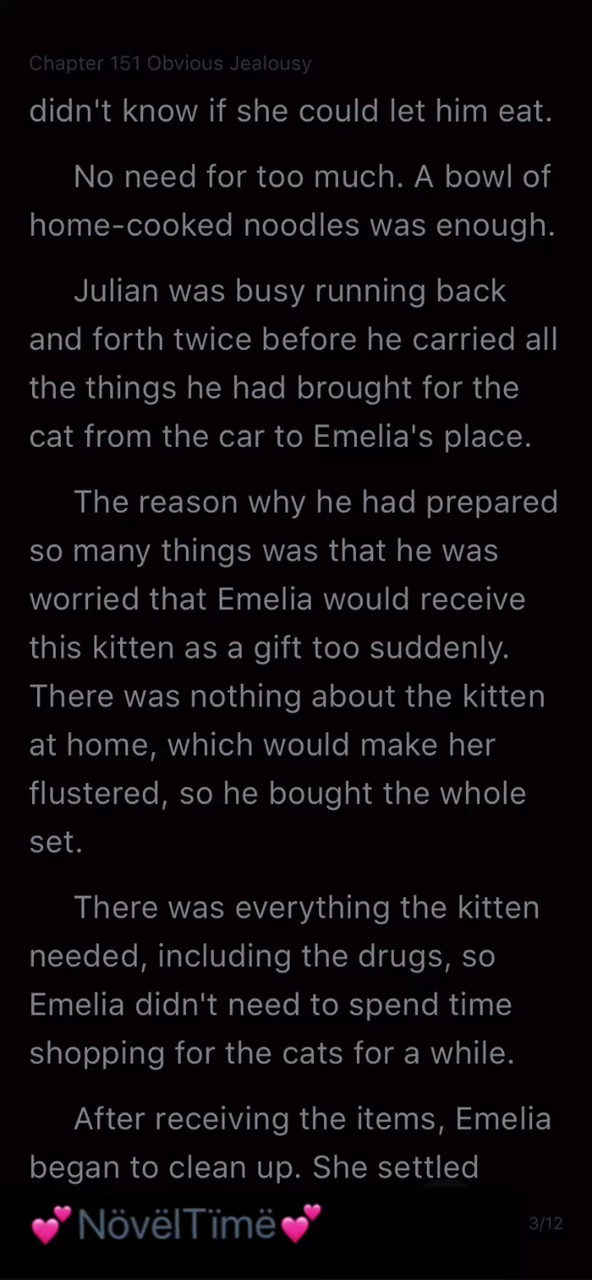 Chapter 151 Obvious Jealousy
didn't know if she could let him eat.
No need for too much. A bowl of
home-cooked noodles was enough.
Julian was busy running back
and forth twice before he carried all
the things he had brought for the
cat from the car to Emelia's place.
The reason why he had prepared
so many things was that he was
worried that Emelia would receive
this kitten as a gift too suddenly.
There was nothing about the kitten
at home, which would make her
flustered, so he bought the whole
set.
There was everything the kitten
needed, including the drugs, so
Emelia didn't need to spend time
shopping for the cats for a while.
After receiving the items, Emelia
began to clean up. She settled
💕NövëlTïmë💕
3/12